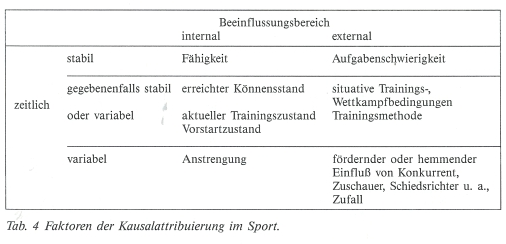 Beeinflussungsbereich
internal external
stabil Fähigkeit Aufgabenschwierigkeit
gegebenenfalls stabil erreichter Könnensstand situative Trainings-,
Wettkampfbedingungen
zeitlich
oder variabel aktueller Trainingszustand Trainingsmethode
Vorstartzustand
variabel Anstrengung fördernder oder hemmender
Einfluß von Konkurrent,
Zuschauer, Schiedsrichter u. a.,
Zufall
Tab. 4 Faktoren der Kausalattribuierung im Sport.